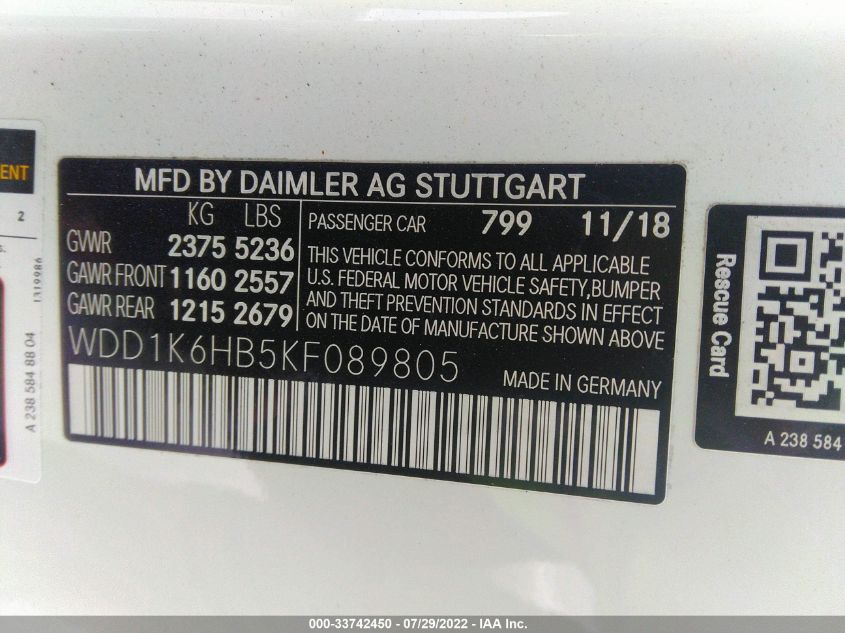 ENT
2
s.
1319986
A 238 584 88 04
MFD BY DAIMLER AG STUTTGART
KG LBS
GVWR 2375 5236
GAWR FRONT 1160 2557
GAWR REAR 1215 2679
PASSENGER CAR 799 11/18
THIS VEHICLE CONFORMS TO ALL APPLICABLE
U.S. FEDERAL MOTOR VEHICLE SAFETY,BUMPER
AND THEFT PREVENTION STANDARDS IN EFFECT
ON THE DATE OF MANUFACTURE SHOWN ABOVE
WDD1K6HB5KF089805
MADE IN GERMANY
Rescue Card
A 238 584
000-33742450 - 07/29/2022 - IAA Inc.